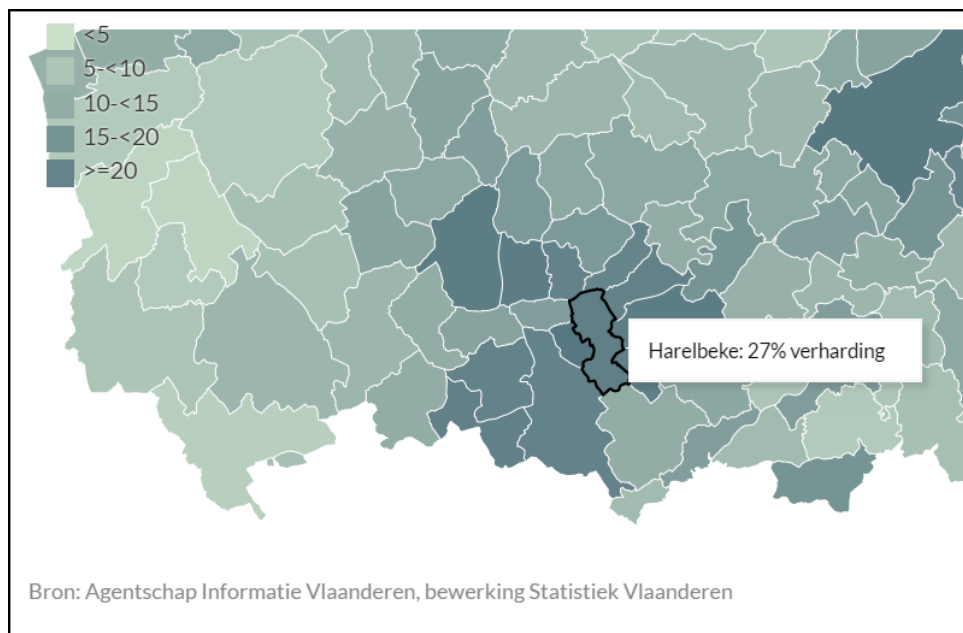 <5
5-<10
10-<15
15-<20
>=20
Harelbeke: 27% verharding
Bron: Agentschap Informatie Vlaanderen, bewerking Statistiek Vlaanderen